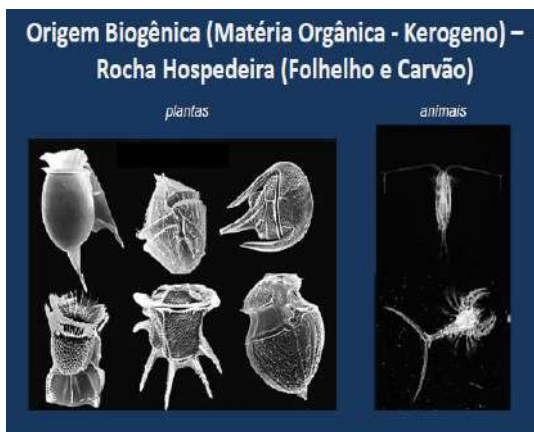 Origem Biogênica (Matéria Orgânica - Kerogeno) –
Rocha Hospedeira (Folhelho e Carvão)
plantas
animais